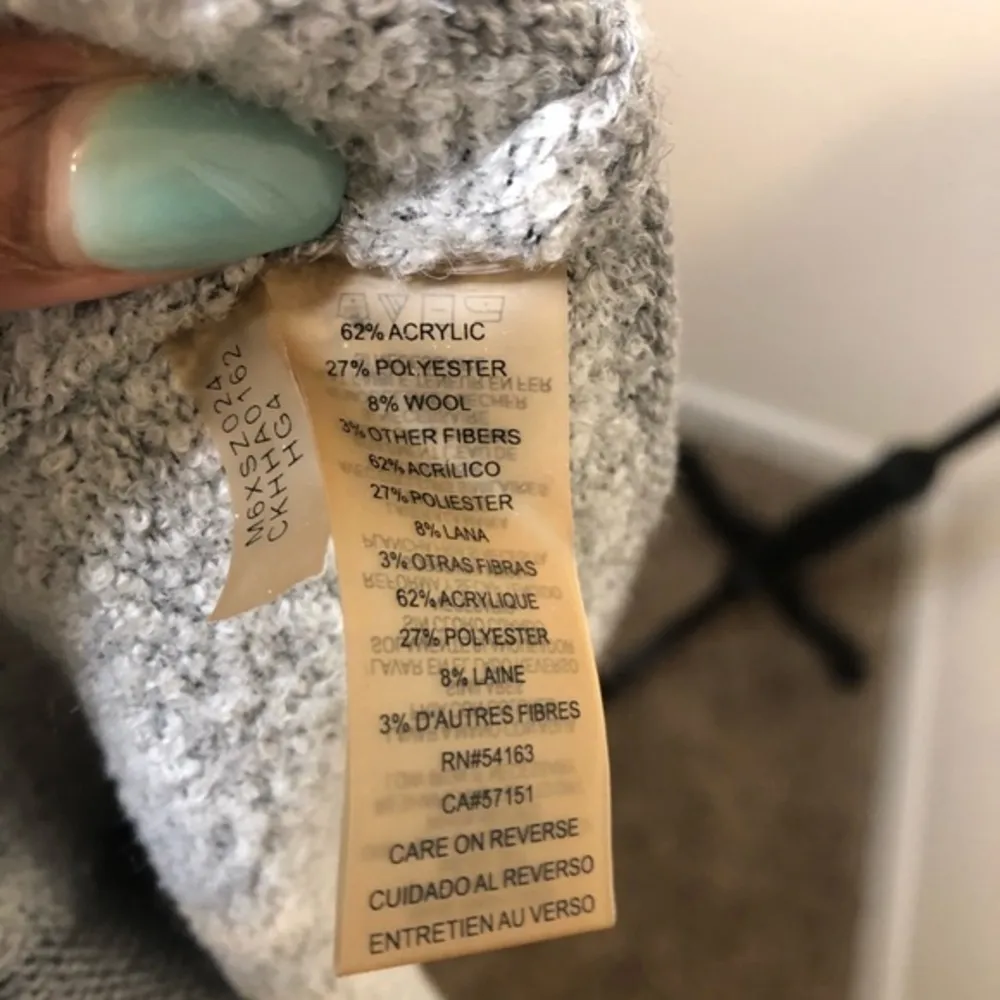 62% ACRYLIC
27% POLYESTER
8% WOOL
3% OTHER FIBERS
62% ACRÍLICO
27% POLIESTER
8% LANA
3% OTRAS FIBRAS
62% ACRYLIQUE
27% POLYESTER
8% LAINE
3% D'AUTRES FIBRES
RN#54163
CA#57151
CARE ON REVERSE
CUIDADO AL REVERSO
ENTRETIEN AU VERSO
M6XSZ024
CKHHA0162
HG4